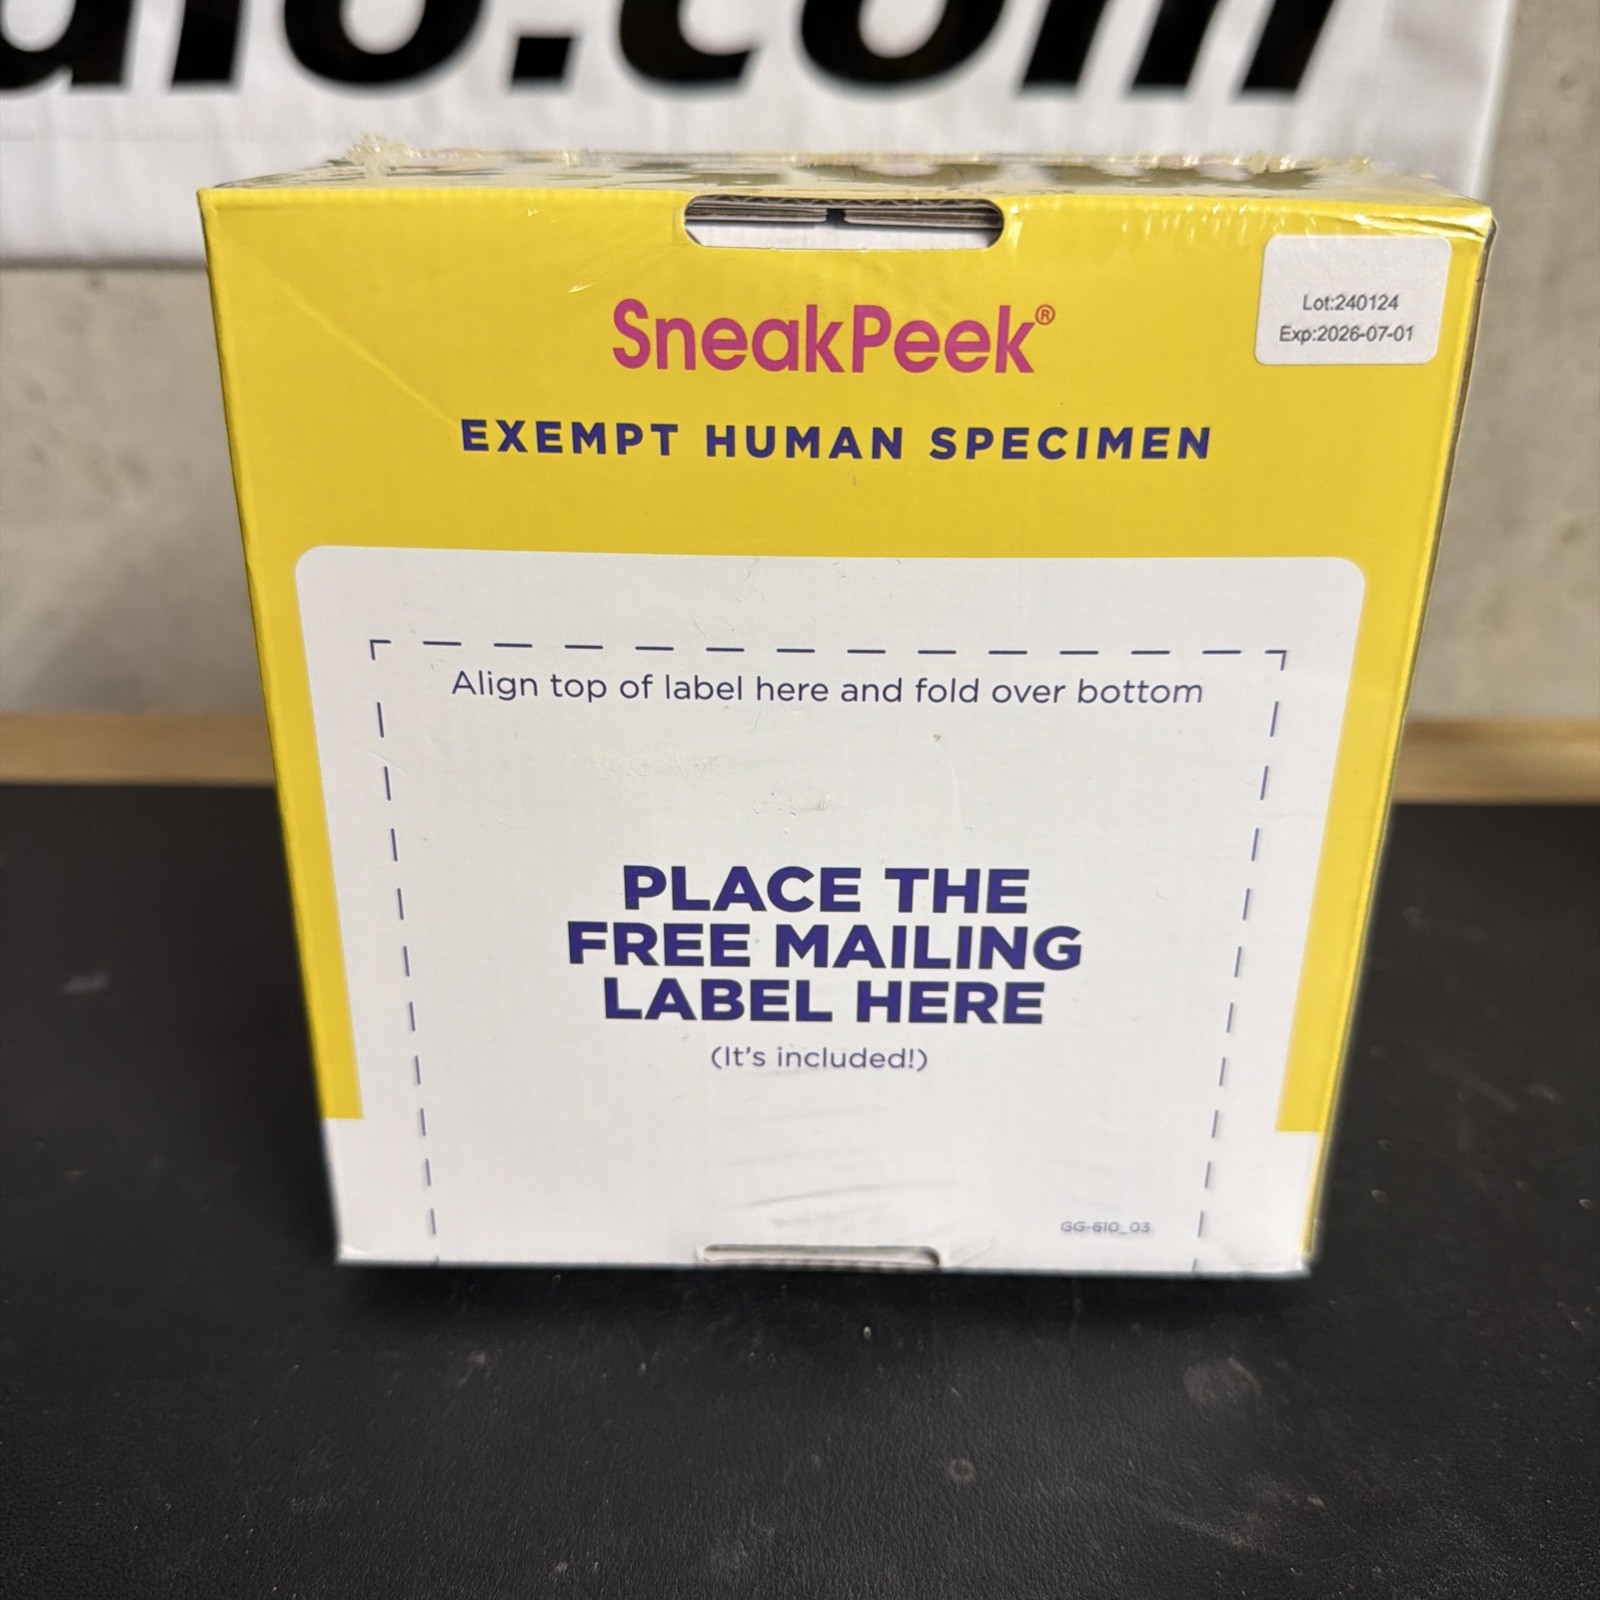 SneakPeek®
Lot:240124
Exp:2026-07-01
EXEMPT HUMAN SPECIMEN
Align top of label here and fold over bottom
PLACE THE
FREE MAILING
LABEL HERE
(It's included!)
GG-610_03